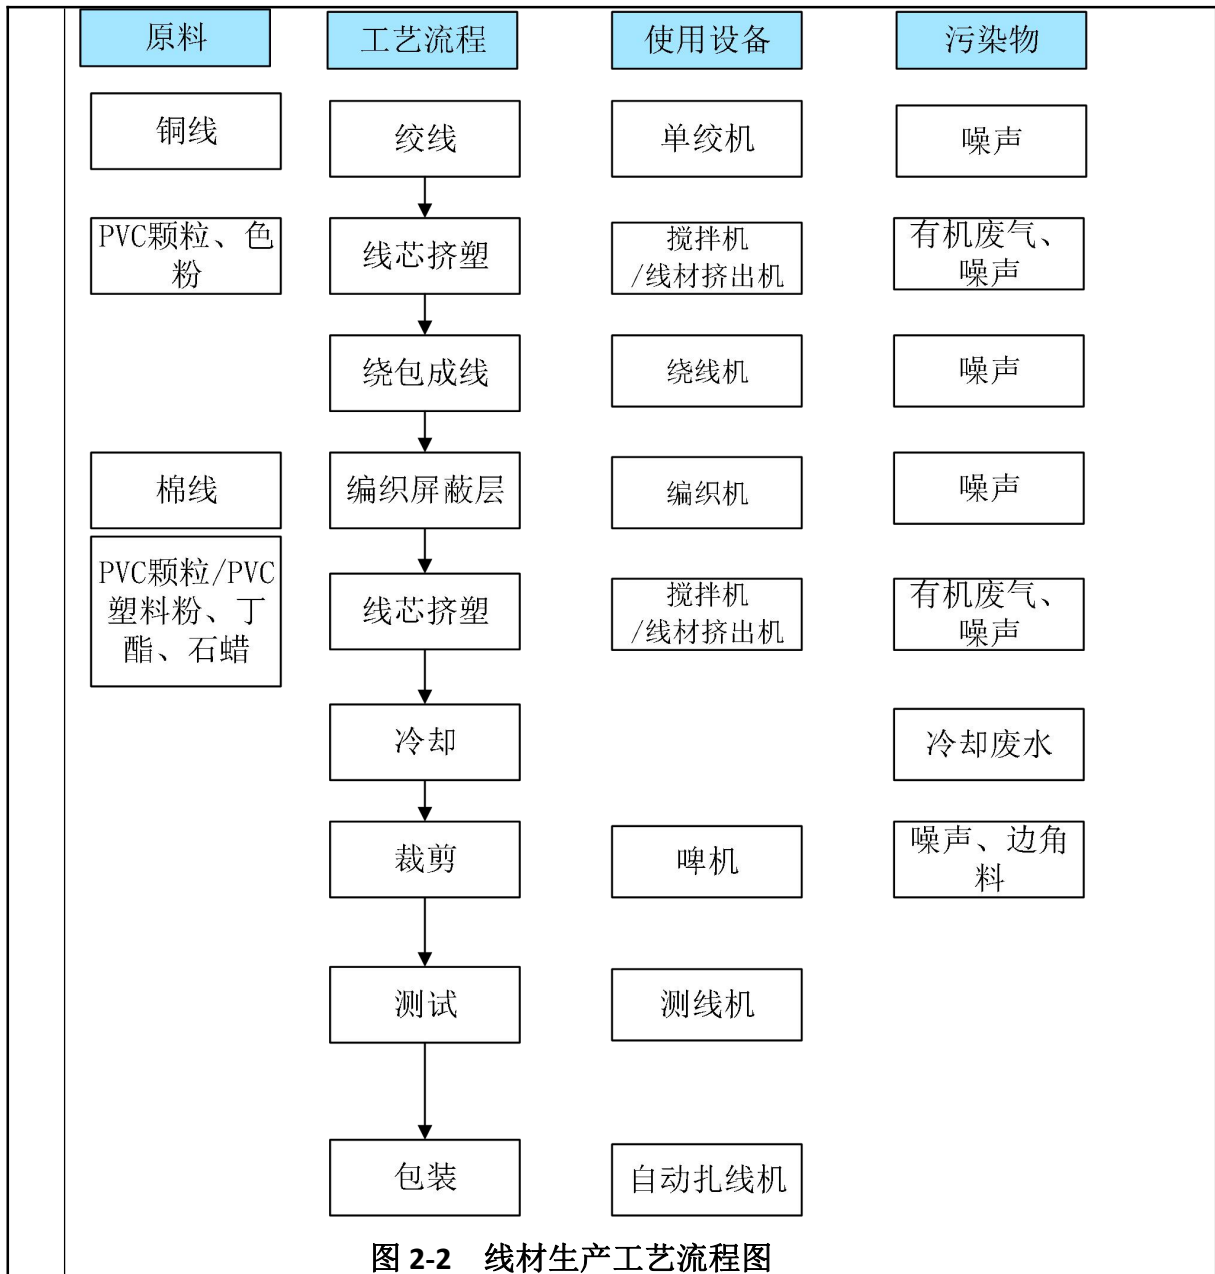 原料 工艺流程 使用设备 污染物
铜线 绞线 单绞机 噪声
PVC颗粒、色
粉
线芯挤塑
搅拌机
/线材挤出机
有机废气、
噪声
绕包成线 绕线机 噪声
棉线 编织屏蔽层 编织机 噪声
PVC颗粒/PVC
塑料粉、丁
酯、石蜡
线芯挤塑
搅拌机
/线材挤出机
有机废气、
噪声
冷却 冷却废水
裁剪 啤机
噪声、边角
料
测试 测线机
包装 自动扎线机
图 2-2 线材生产工艺流程图